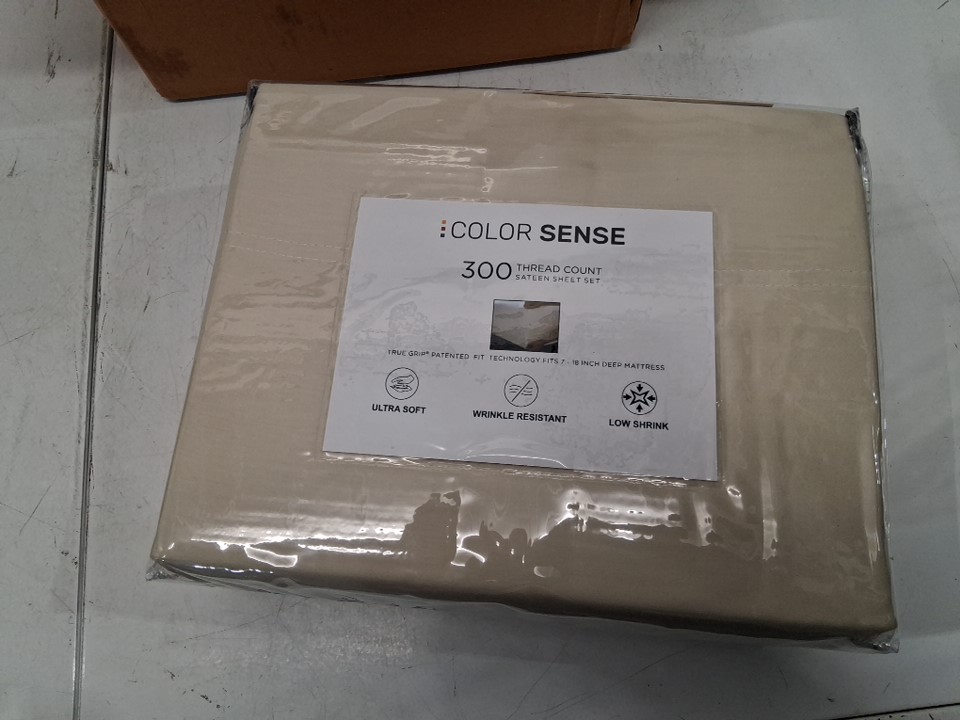 COLOR SENSE
300 THREAD COUNT
SATEEN SHEET SET
TRUE GRIP® PATENTED FIT TECHNOLOGY FITS 7 - 18 INCH DEEP MATTRESS
ULTRA SOFT
WRINKLE RESISTANT
LOW SHRINK